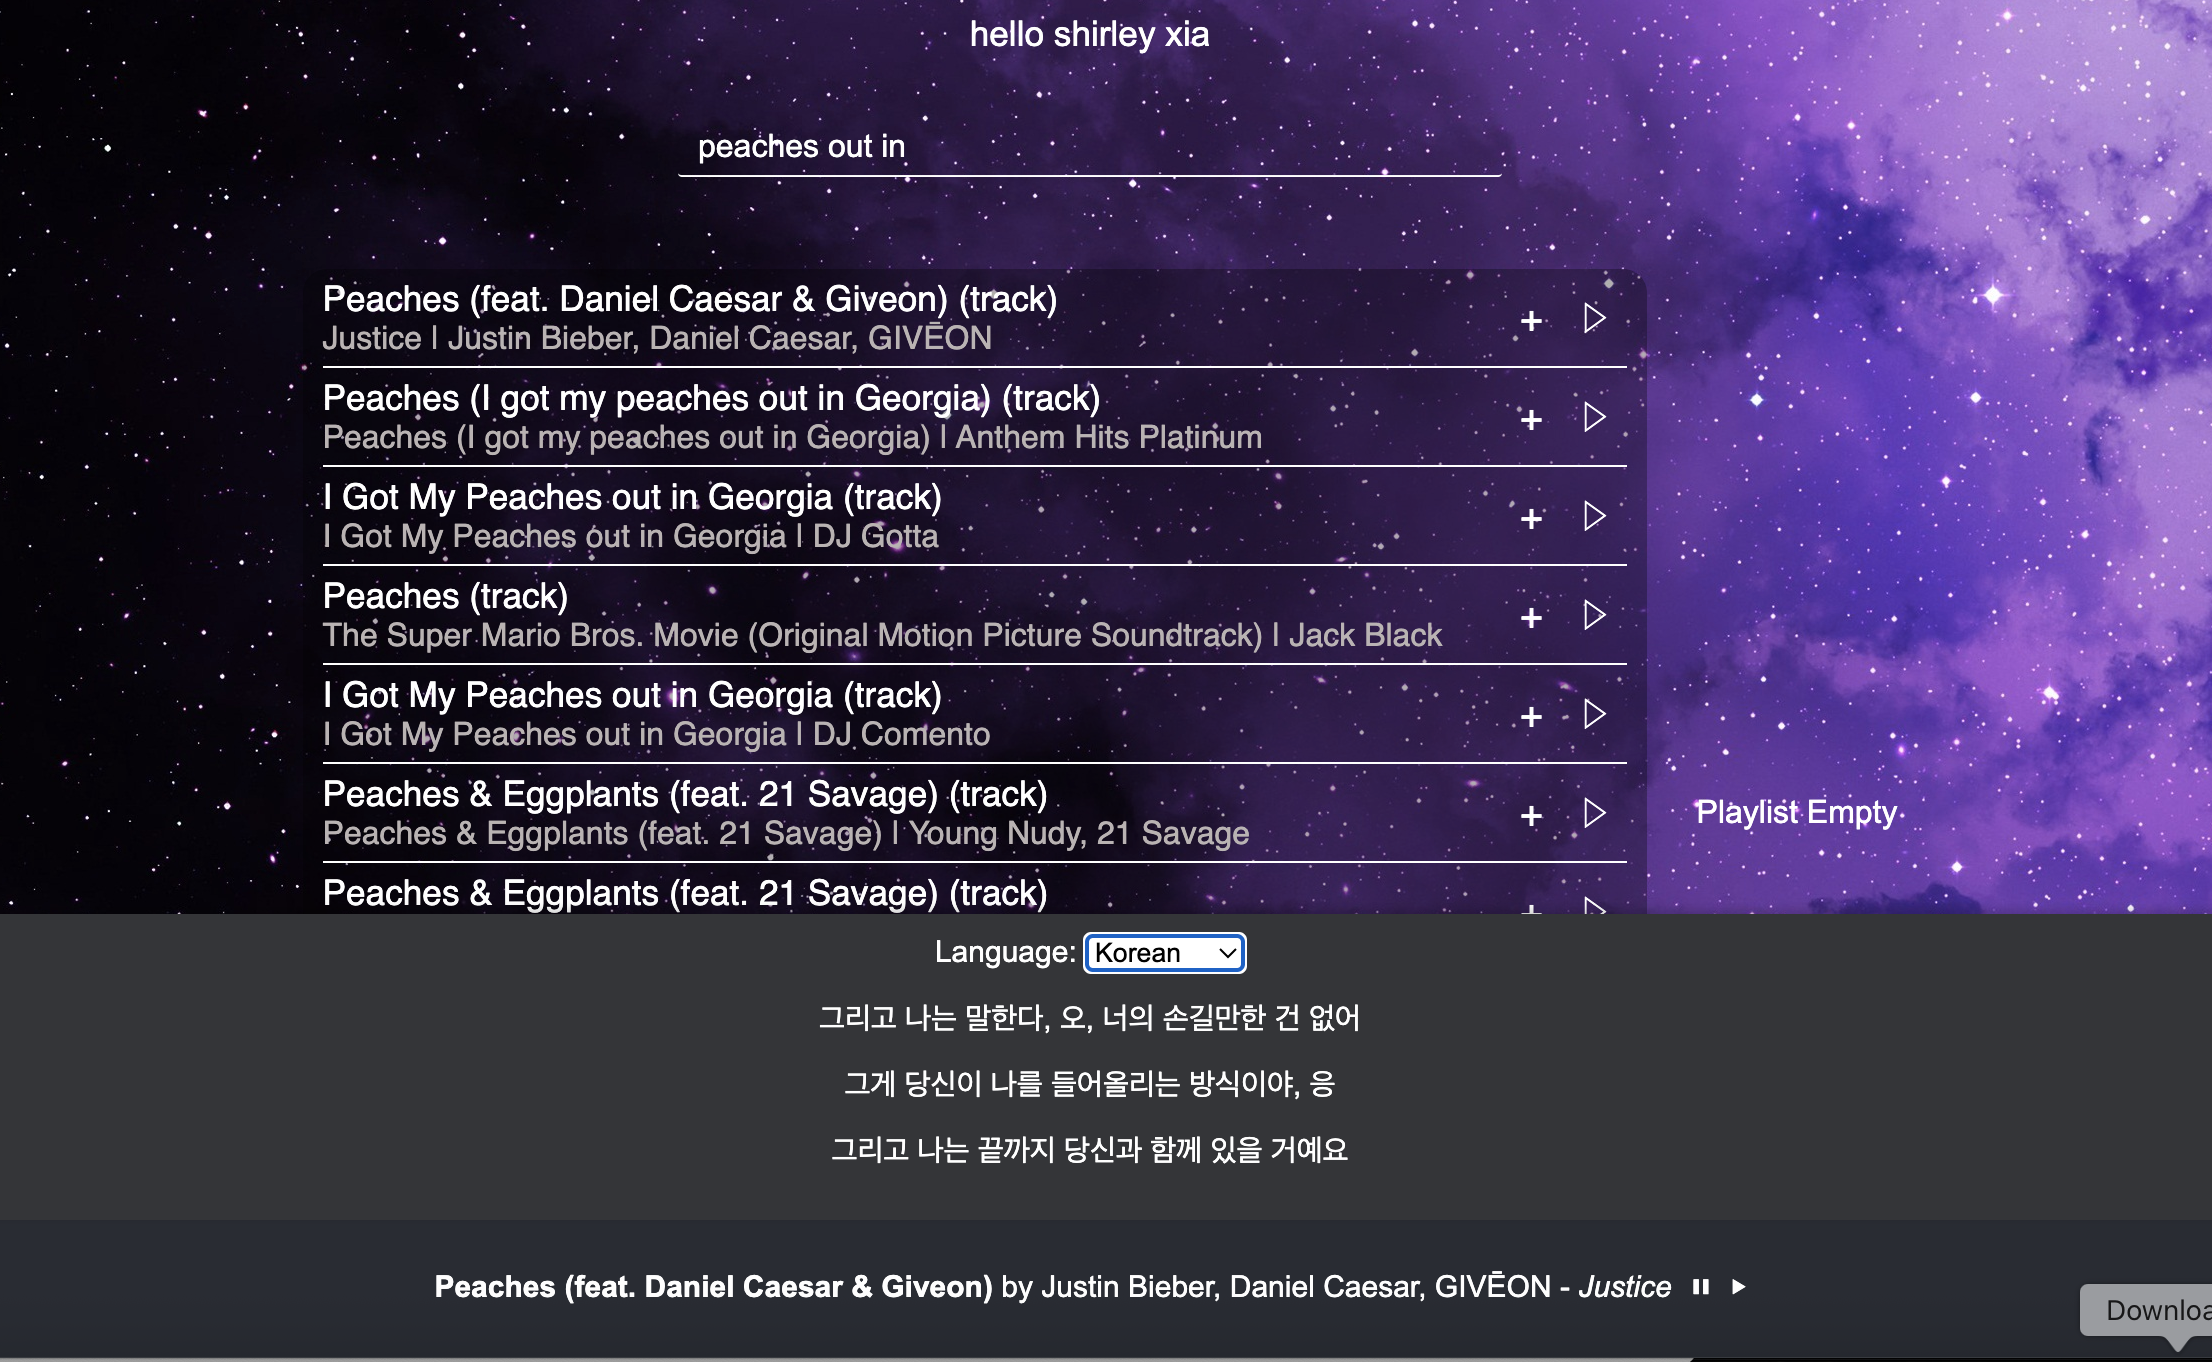 hello shirley xia
peaches out in
Peaches (feat. Daniel Caesar & Giveon) (track)
Justice | Justin Bieber, Daniel Caesar, GIVĒON
Peaches (I got my peaches out in Georgia) (track)
Peaches (I got my peaches out in Georgia) | Anthem Hits Platinum
I Got My Peaches out in Georgia (track)
I Got My Peaches out in Georgia | DJ Gotta
Peaches (track)
The Super Mario Bros. Movie (Original Motion Picture Soundtrack) | Jack Black
I Got My Peaches out in Georgia (track)
I Got My Peaches out in Georgia | DJ Comento
Peaches & Eggplants (feat. 21 Savage) (track)
Peaches & Eggplants (feat. 21 Savage) | Young Nudy, 21 Savage
Playlist Empty
Peaches & Eggplants (feat. 21 Savage) (track)
Language: Korean
그리고 나는 말한다, 오, 너의 손길만한 건 없어
그게 당신이 나를 들어올리는 방식이야, 응
그리고 나는 끝까지 당신과 함께 있을 거예요
Peaches (feat. Daniel Caesar & Giveon) by Justin Bieber, Daniel Caesar, GIVĒON - Justice